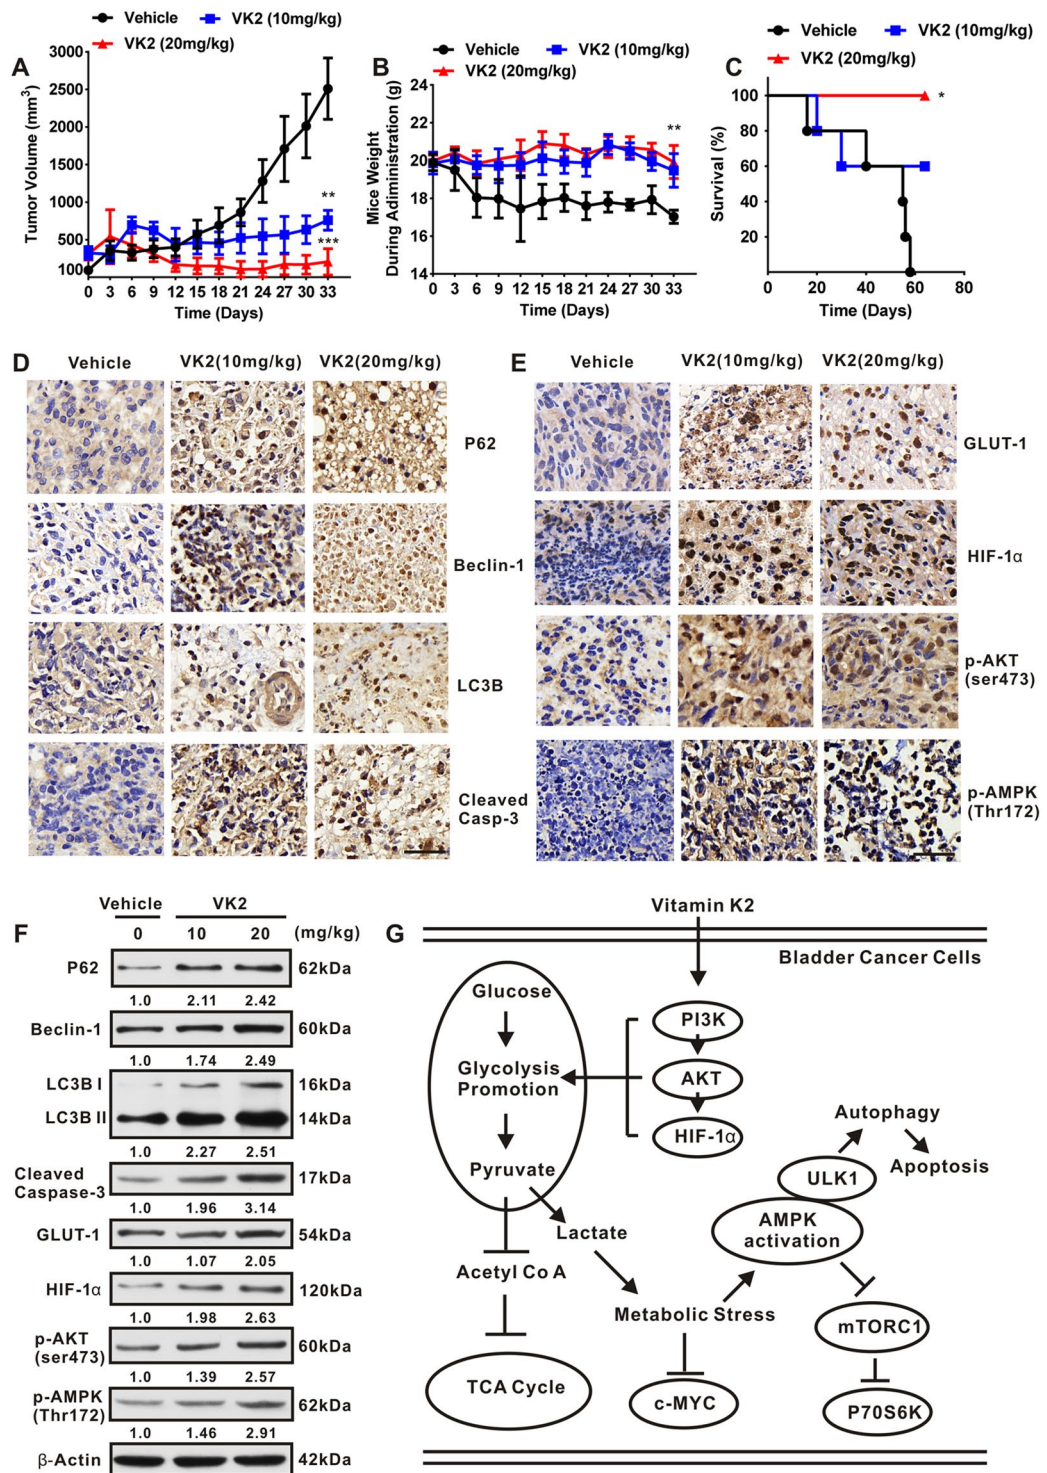 Vehicle
VK2 (10mg/kg)
VK2 (20mg/kg)
A
Tumor Volume (mm3)
3000
2500
2000
1500
1000
500
100
**
***
0 3 6 9 12 15 18 21 24 27 30 33
Time (Days)
Vehicle
VK2 (10mg/kg)
VK2 (20mg/kg)
B
Mice Weight
During Adiministration (g)
24
22
20
18
16
14
**
0 3 6 9 12 15 18 21 24 27 30 33
Time (Days)
Vehicle
VK2 (10mg/kg)
VK2 (20mg/kg)
C
Survival (%)
100
80
60
40
20
*
0 20 40 60 80
Time (Days)
D
Vehicle VK2(10mg/kg) VK2(20mg/kg)
P62
Beclin-1
LC3B
Cleaved
Casp-3
E
Vehicle VK2(10mg/kg) VK2(20mg/kg)
GLUT-1
HIF-1α
p-AKT
(ser473)
p-AMPK
(Thr172)
F
Vehicle VK2
0 10 20 (mg/kg)
P62 62kDa
1.0 2.11 2.42
Beclin-1 60kDa
1.0 1.74 2.49
LC3B I 16kDa
LC3B II 14kDa
1.0 2.27 2.51
Cleaved
Caspase-3 17kDa
1.0 1.96 3.14
GLUT-1 54kDa
1.0 1.07 2.05
HIF-1α 120kDa
1.0 1.98 2.63
p-AKT
(ser473) 60kDa
1.0 1.39 2.57
p-AMPK
(Thr172) 62kDa
1.0 1.46 2.91
β-Actin 42kDa
G
Vitamin K2
Bladder Cancer Cells
Glucose
Glycolysis
Promotion
Pyruvate
PI3K
AKT
HIF-1α
Lactate
Acetyl Co A
TCA Cycle
Metabolic Stress
c-MYC
Autophagy
Apoptosis
ULK1
AMPK
activation
mTORC1
P70S6K